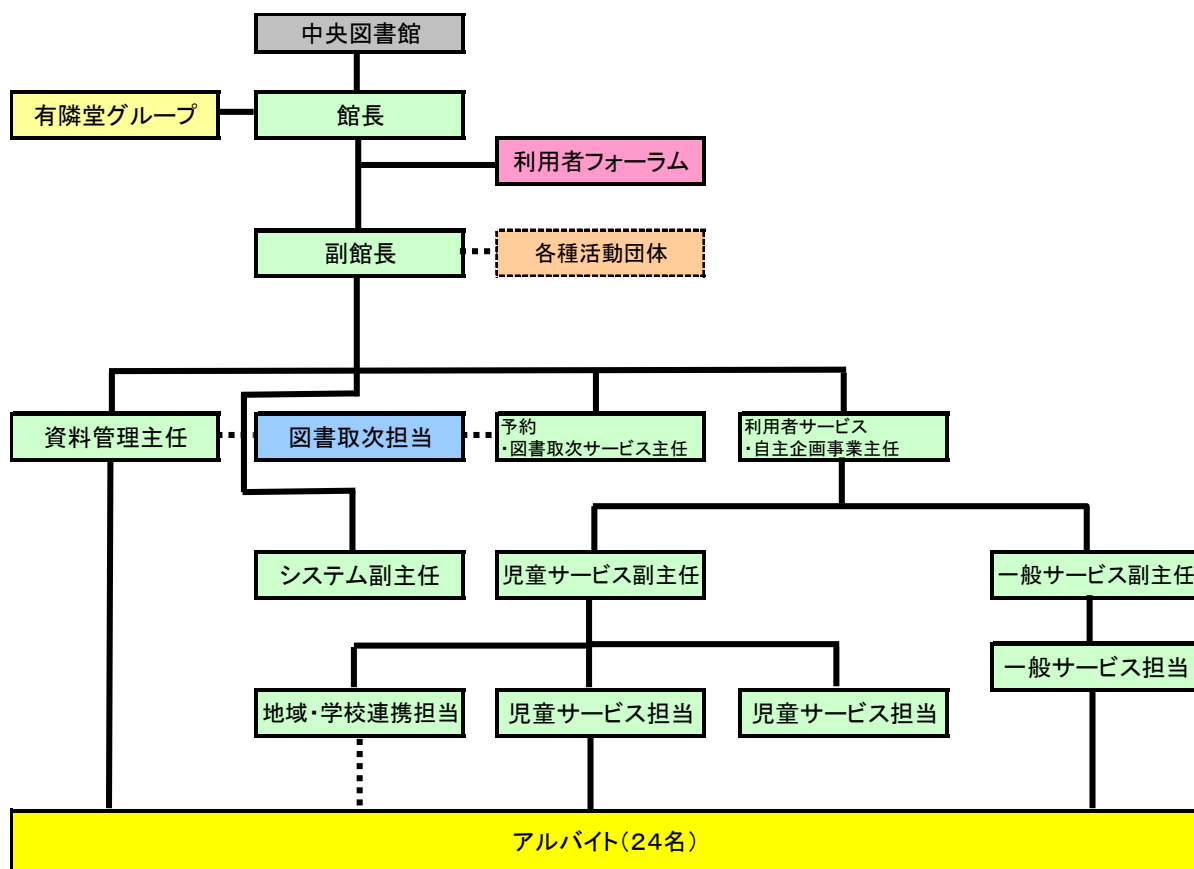 中央図書館
有隣堂グループ
館長
利用者フォーラム
副館長
各種活動団体
資料管理主任
図書取次担当
予約
・図書取次サービス主任
利用者サービス
・自主企画事業主任
システム副主任
児童サービス副主任
一般サービス副主任
一般サービス担当
地域・学校連携担当
児童サービス担当
児童サービス担当
アルバイト（２４名）